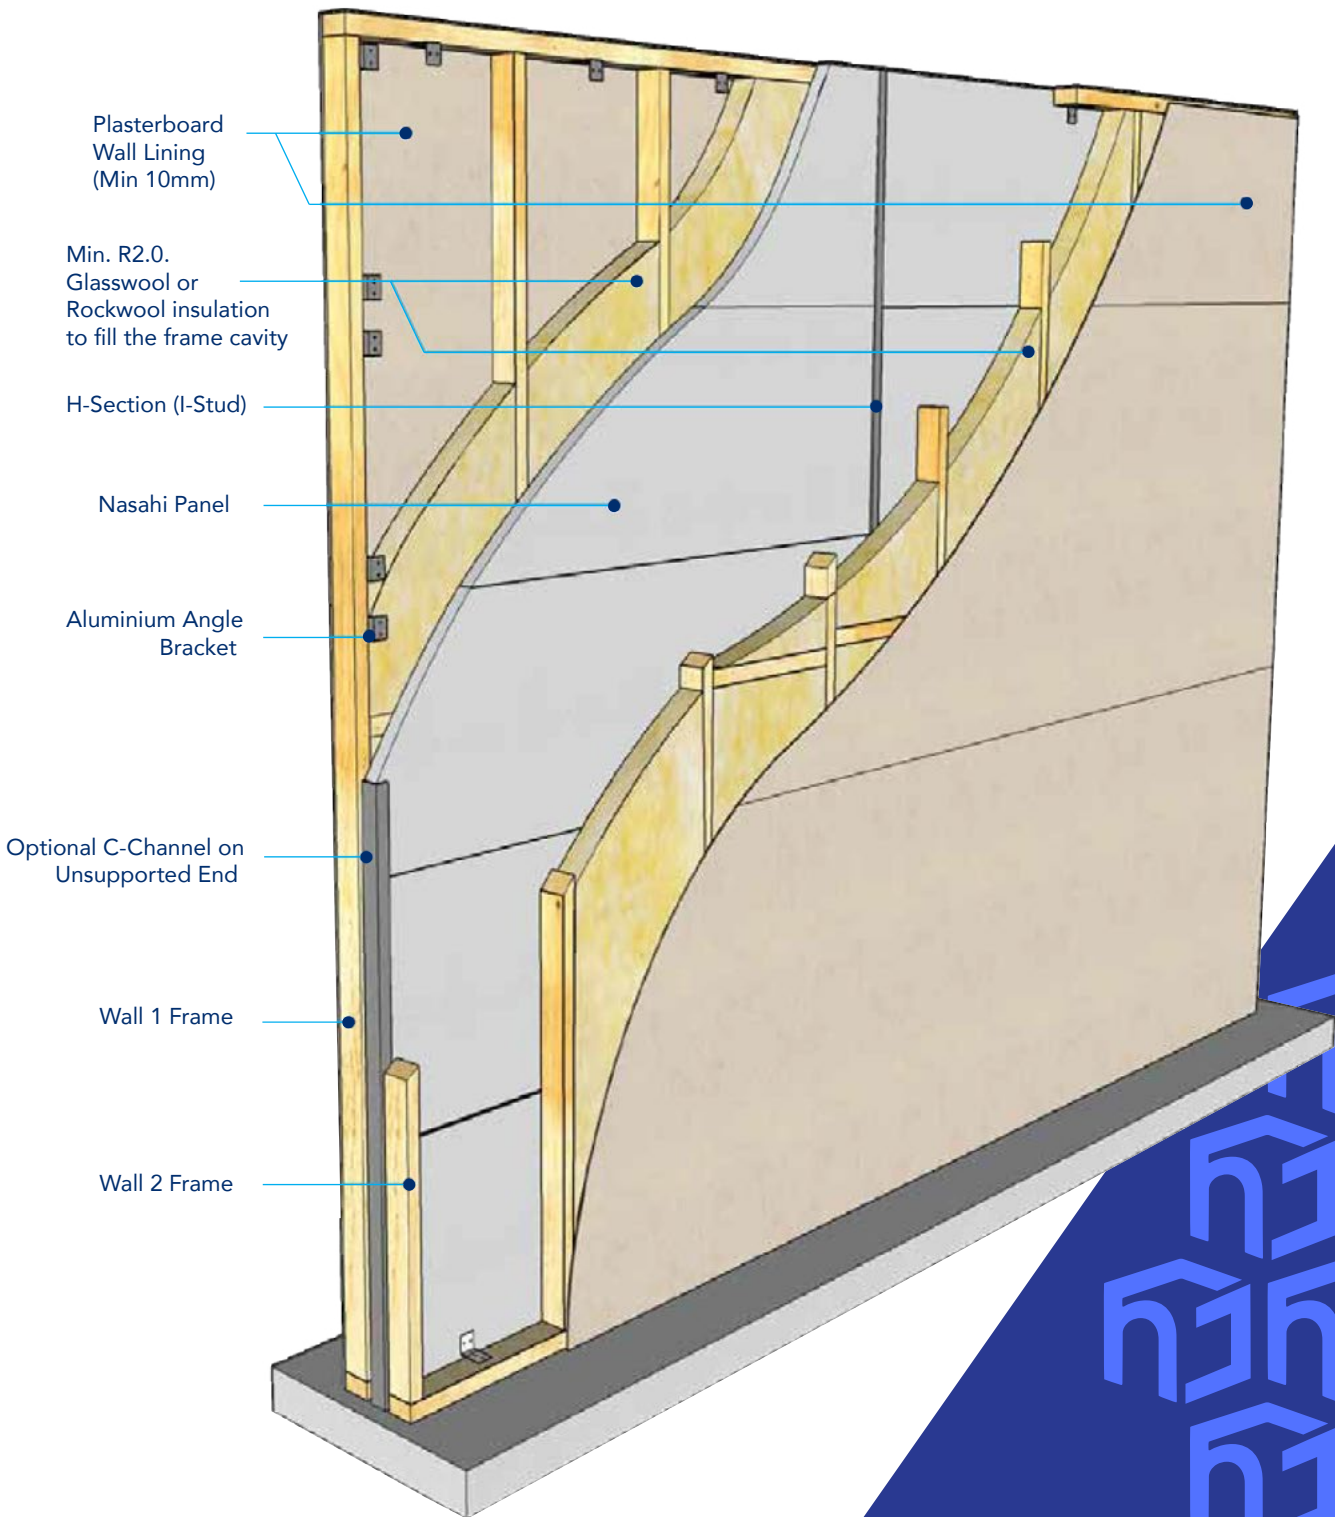 Plasterboard
Wall Lining
(Min 10mm)
Min. R2.0.
Glasswool or
Rockwool insulation
to fill the frame cavity
H-Section (I-Stud)
Nasahi Panel
Aluminium Angle
Bracket
Optional C-Channel on
Unsupported End
Wall 1 Frame
Wall 2 Frame